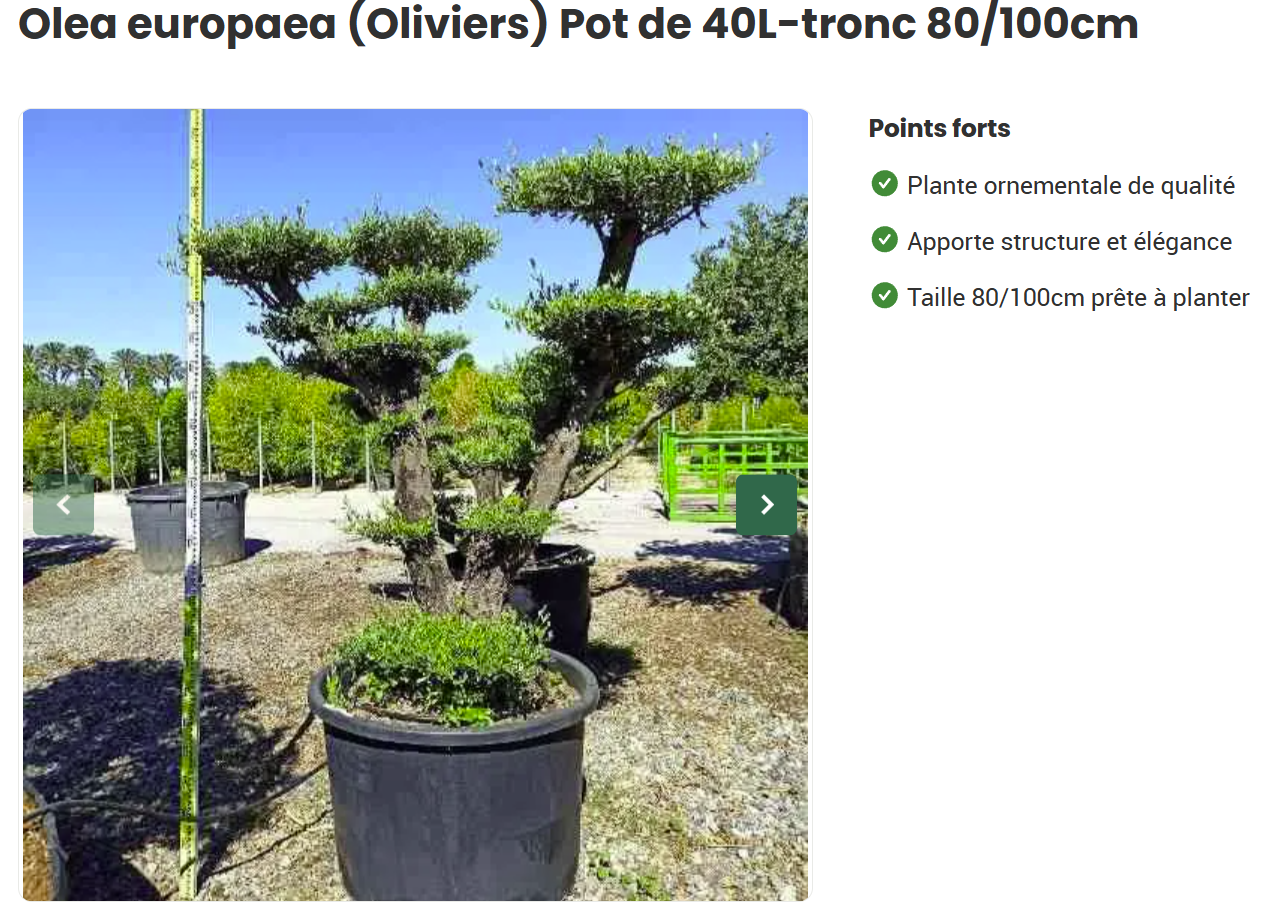 Olea europaea (Oliviers) Pot de 40L-tronc 80/100cm
Points forts
Plante ornementale de qualité
Apporte structure et élégance
Taille 80/100cm prête à planter